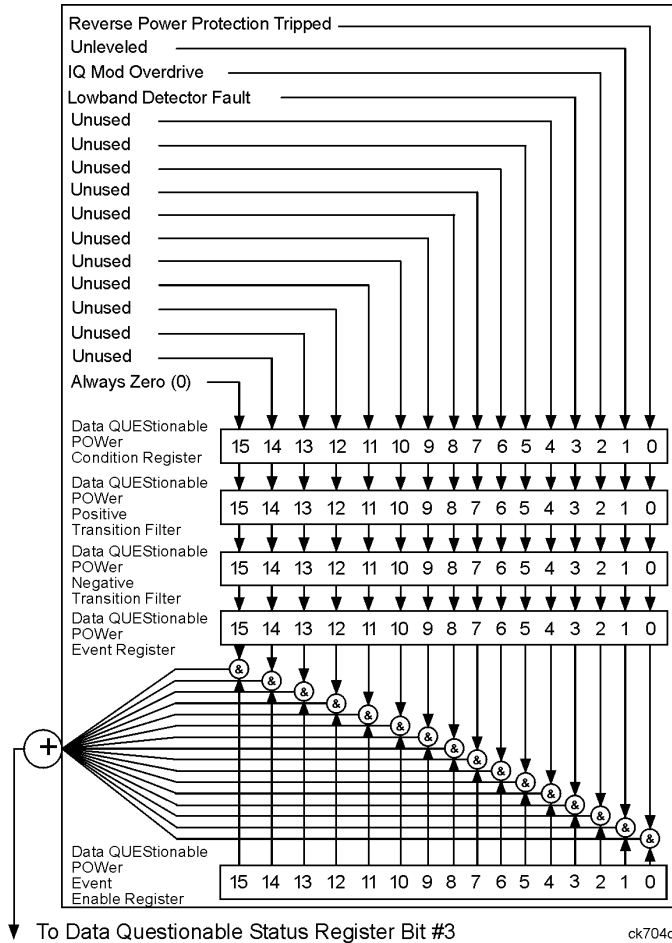 Reverse Power Protection Tripped
Unleveled
IQ Mod Overdrive
Lowband Detector Fault
Unused
Unused
Unused
Unused
Unused
Unused
Unused
Unused
Unused
Unused
Unused
Always Zero (0)
Data QUEStionable
POWer
Condition Register
15 14 13 12 11 10 9 8 7 6 5 4 3 2 1 0
Data QUEStionable
POWer
Positive
Transition Filter
15 14 13 12 11 10 9 8 7 6 5 4 3 2 1 0
Data QUEStionable
POWer
Negative
Transition Filter
15 14 13 12 11 10 9 8 7 6 5 4 3 2 1 0
Data QUEStionable
POWer
Event Register
15 14 13 12 11 10 9 8 7 6 5 4 3 2 1 0
& & & & & & & & & & & & & & & &
+
Data QUEStionable
POWer
Event
Enable Register
15 14 13 12 11 10 9 8 7 6 5 4 3 2 1 0
To Data Questionable Status Register Bit #3